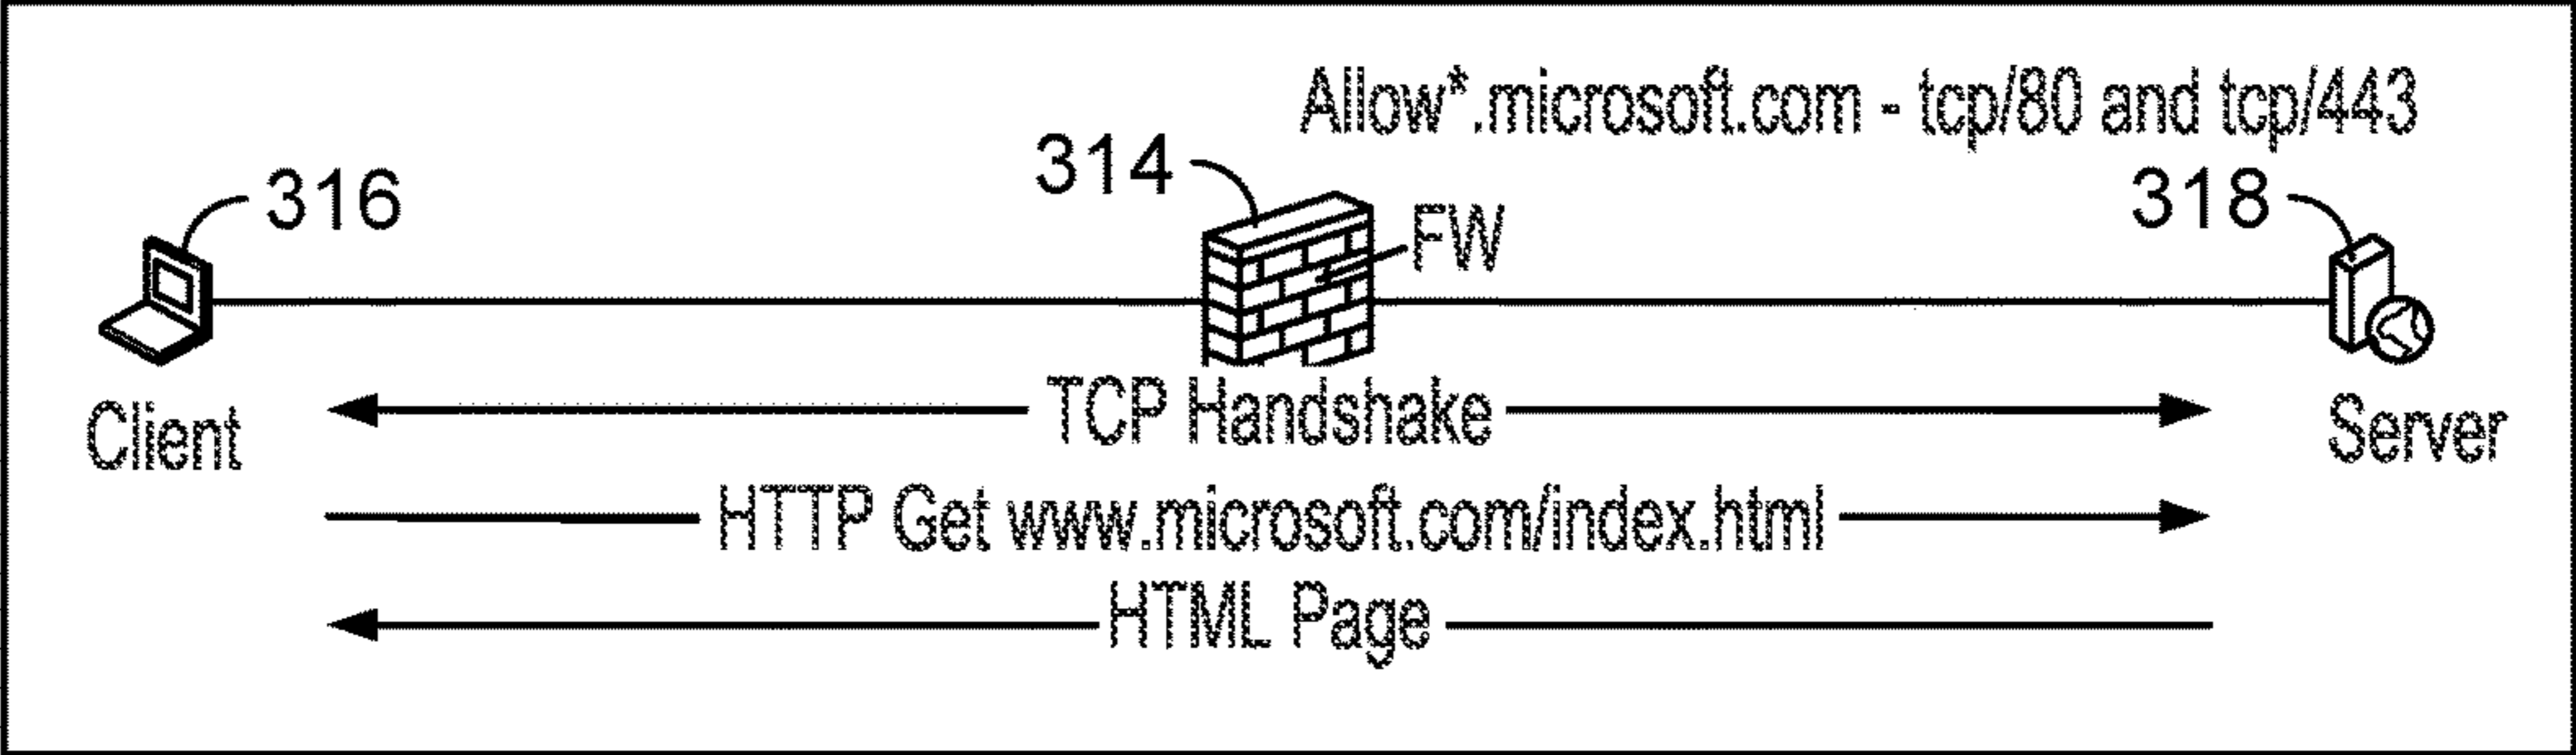 Allow*.microsoft.com - tcp/80 and tcp/443
314
316
318
FW
TCP Handshake
Client
Server
HTTP Get www.microsoft.com/index.html
HTML Page